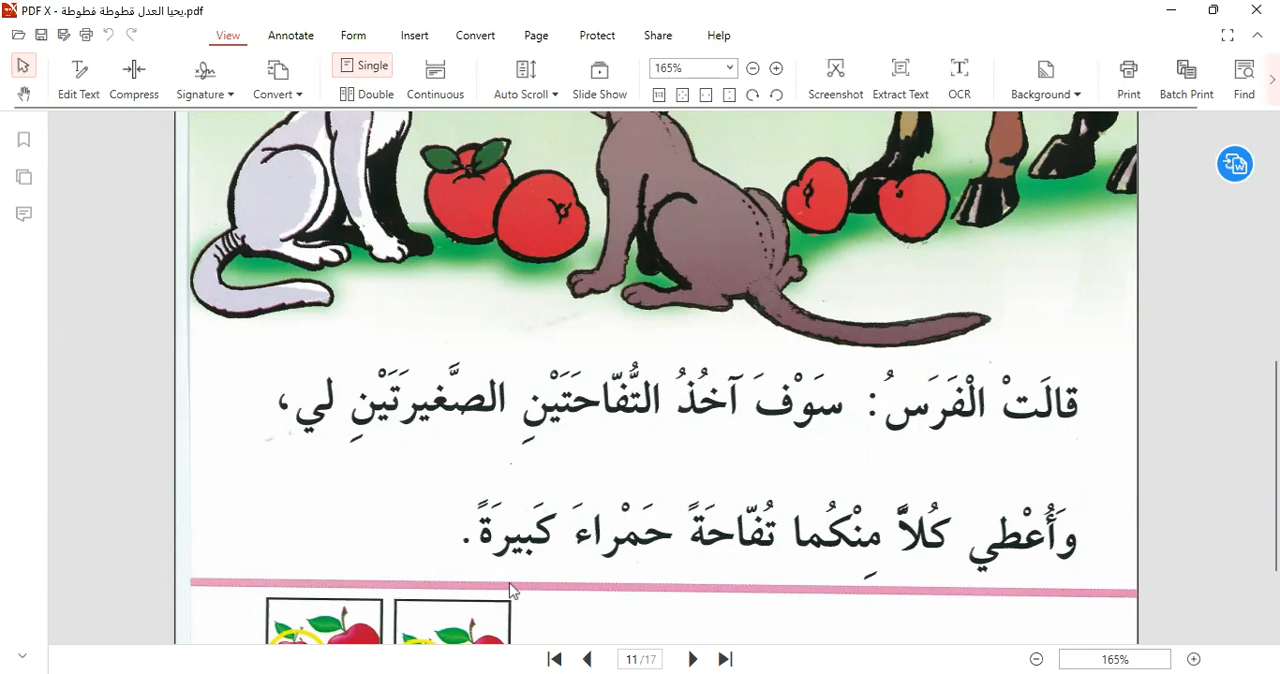 PDF X - يحيا العدل قطوطة فطوطة.pdf
View Annotate Form Insert Convert Page Protect Share Help
Edit Text Compress Signature Convert Single Double Continuous Auto Scroll Slide Show 165% Screenshot Extract Text OCR Background Print Batch Print Find
قالَتْ الْفَرَسُ: سَوْفَ آخُذُ التُّفّاحَتَيْنِ الصَّغيرَتَيْنِ لي،
وَأُعْطي كُلاًّ مِنْكُما تُفّاحَةً حَمْراءَ كَبيرَةً.
11/17
165%